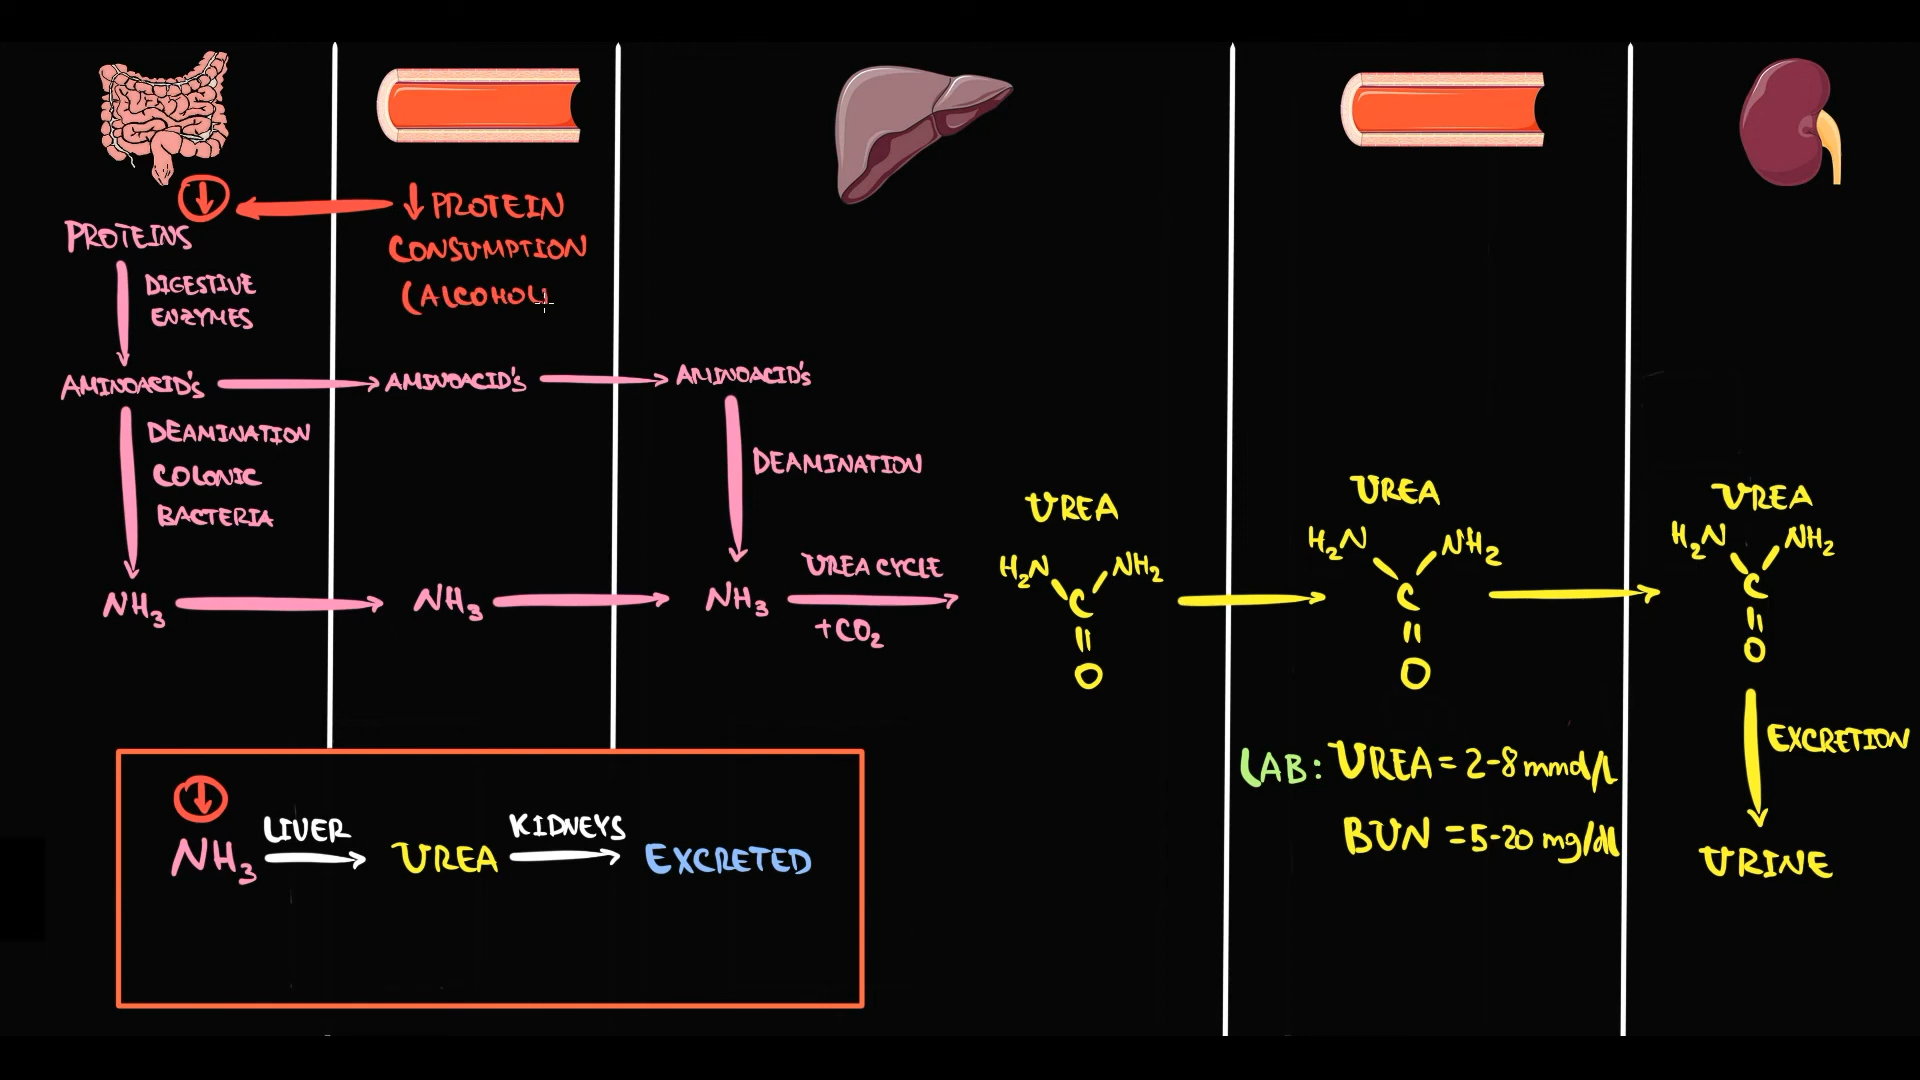 ↓ PROTEIN
CONSUMPTION
(ALCOHOL
PROTEINS
DIGESTIVE
ENZYMES
AMINOACID'S
AMINOACID'S
AMINOACID'S
DEAMINATION
COLONIC
BACTERIA
DEAMINATION
NH₃
NH₃
NH₃
UREA CYCLE
+CO₂
UREA
H₂N NH₂
C
O
UREA
H₂N NH₂
C
O
UREA
H₂N NH₂
C
O
EXCRETION
URINE
LAB: UREA = 2-8 mmol/L
BUN = 5-20 mg/dl
↓
NH₃ LIVER UREA KIDNEYS EXCRETED